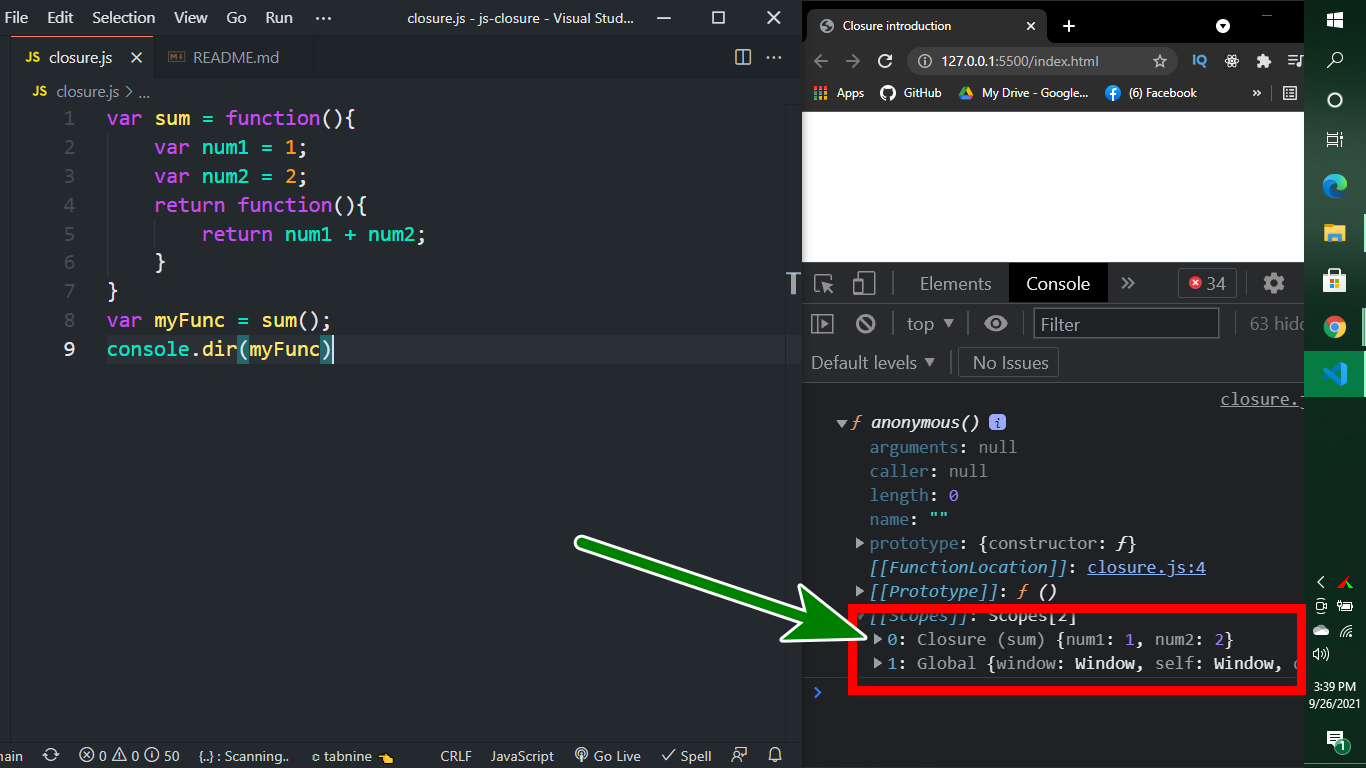 File Edit Selection View Go Run ··· closure.js - js-closure - Visual Stud...
JS closure.js README.md ···
JS closure.js > ...
1 var sum = function(){
2 var num1 = 1;
3 var num2 = 2;
4 return function(){
5 return num1 + num2;
6 }
7 }
8 var myFunc = sum();
9 console.dir(myFunc)
0 0 50 {..} : Scanning.. tabnine CRLF JavaScript Go Live Spell
Closure introduction
127.0.0.1:5500/index.html IQ
Apps GitHub My Drive - Google... (6) Facebook »
T
Elements Console » 34
top ▼ Filter 63
Default levels ▼ No Issues
closure.j
▼ƒ anonymous() i
arguments: null
caller: null
length: 0
name: ""
▶prototype: {constructor: ƒ}
[[FunctionLocation]]: closure.js:4
▶[[Prototype]]: ƒ ()
[[Scopes]]: Scopes[2]
▶0: Closure (sum) {num1: 1, num2: 2}
▶1: Global {window: Window, self: Window,
>
3:39 PM
9/26/2021
1